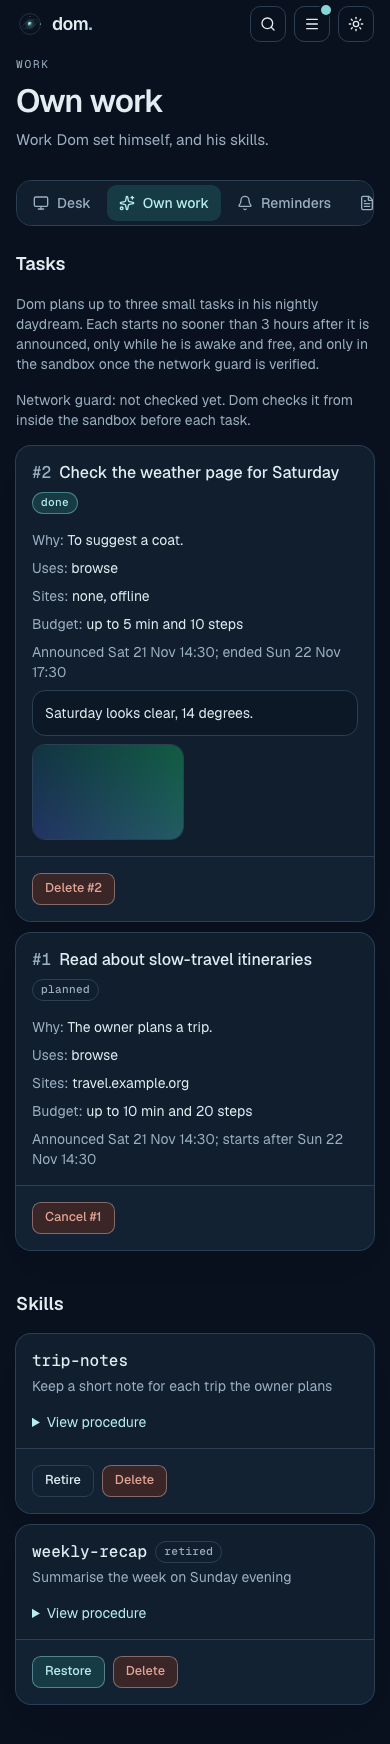 dom.
WORK
Own work
Work Dom set himself, and his skills.
Desk
Own work
Reminders
Tasks
Dom plans up to three small tasks in his nightly
daydream. Each starts no sooner than 3 hours after it is
announced, only while he is awake and free, and only in
the sandbox once the network guard is verified.
Network guard: not checked yet. Dom checks it from
inside the sandbox before each task.
#2 Check the weather page for Saturday
done
Why: To suggest a coat.
Uses: browse
Sites: none, offline
Budget: up to 5 min and 10 steps
Announced Sat 21 Nov 14:30; ended Sun 22 Nov
17:30
Saturday looks clear, 14 degrees.
Delete #2
#1 Read about slow-travel itineraries
planned
Why: The owner plans a trip.
Uses: browse
Sites: travel.example.org
Budget: up to 10 min and 20 steps
Announced Sat 21 Nov 14:30; starts after Sun 22
Nov 14:30
Cancel #1
Skills
trip-notes
Keep a short note for each trip the owner plans
View procedure
Retire
Delete
weekly-recap retired
Summarise the week on Sunday evening
View procedure
Restore
Delete